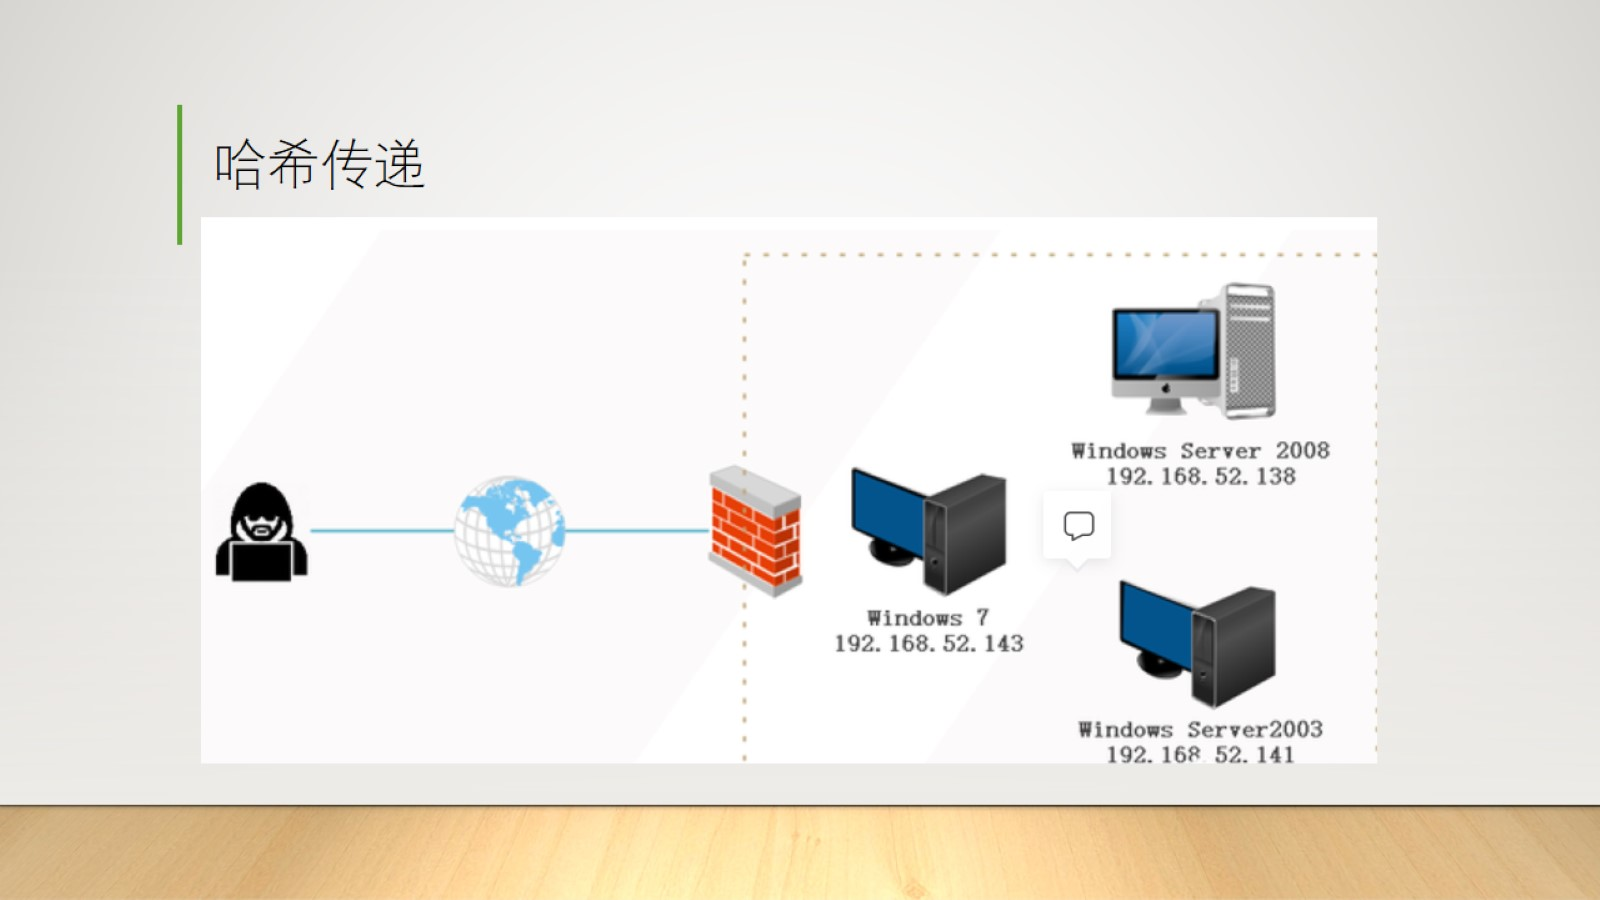 哈希传递
Windows Server 2008
192.168.52.138
Windows 7
192.168.52.143
Windows Server2003
192.168.52.141